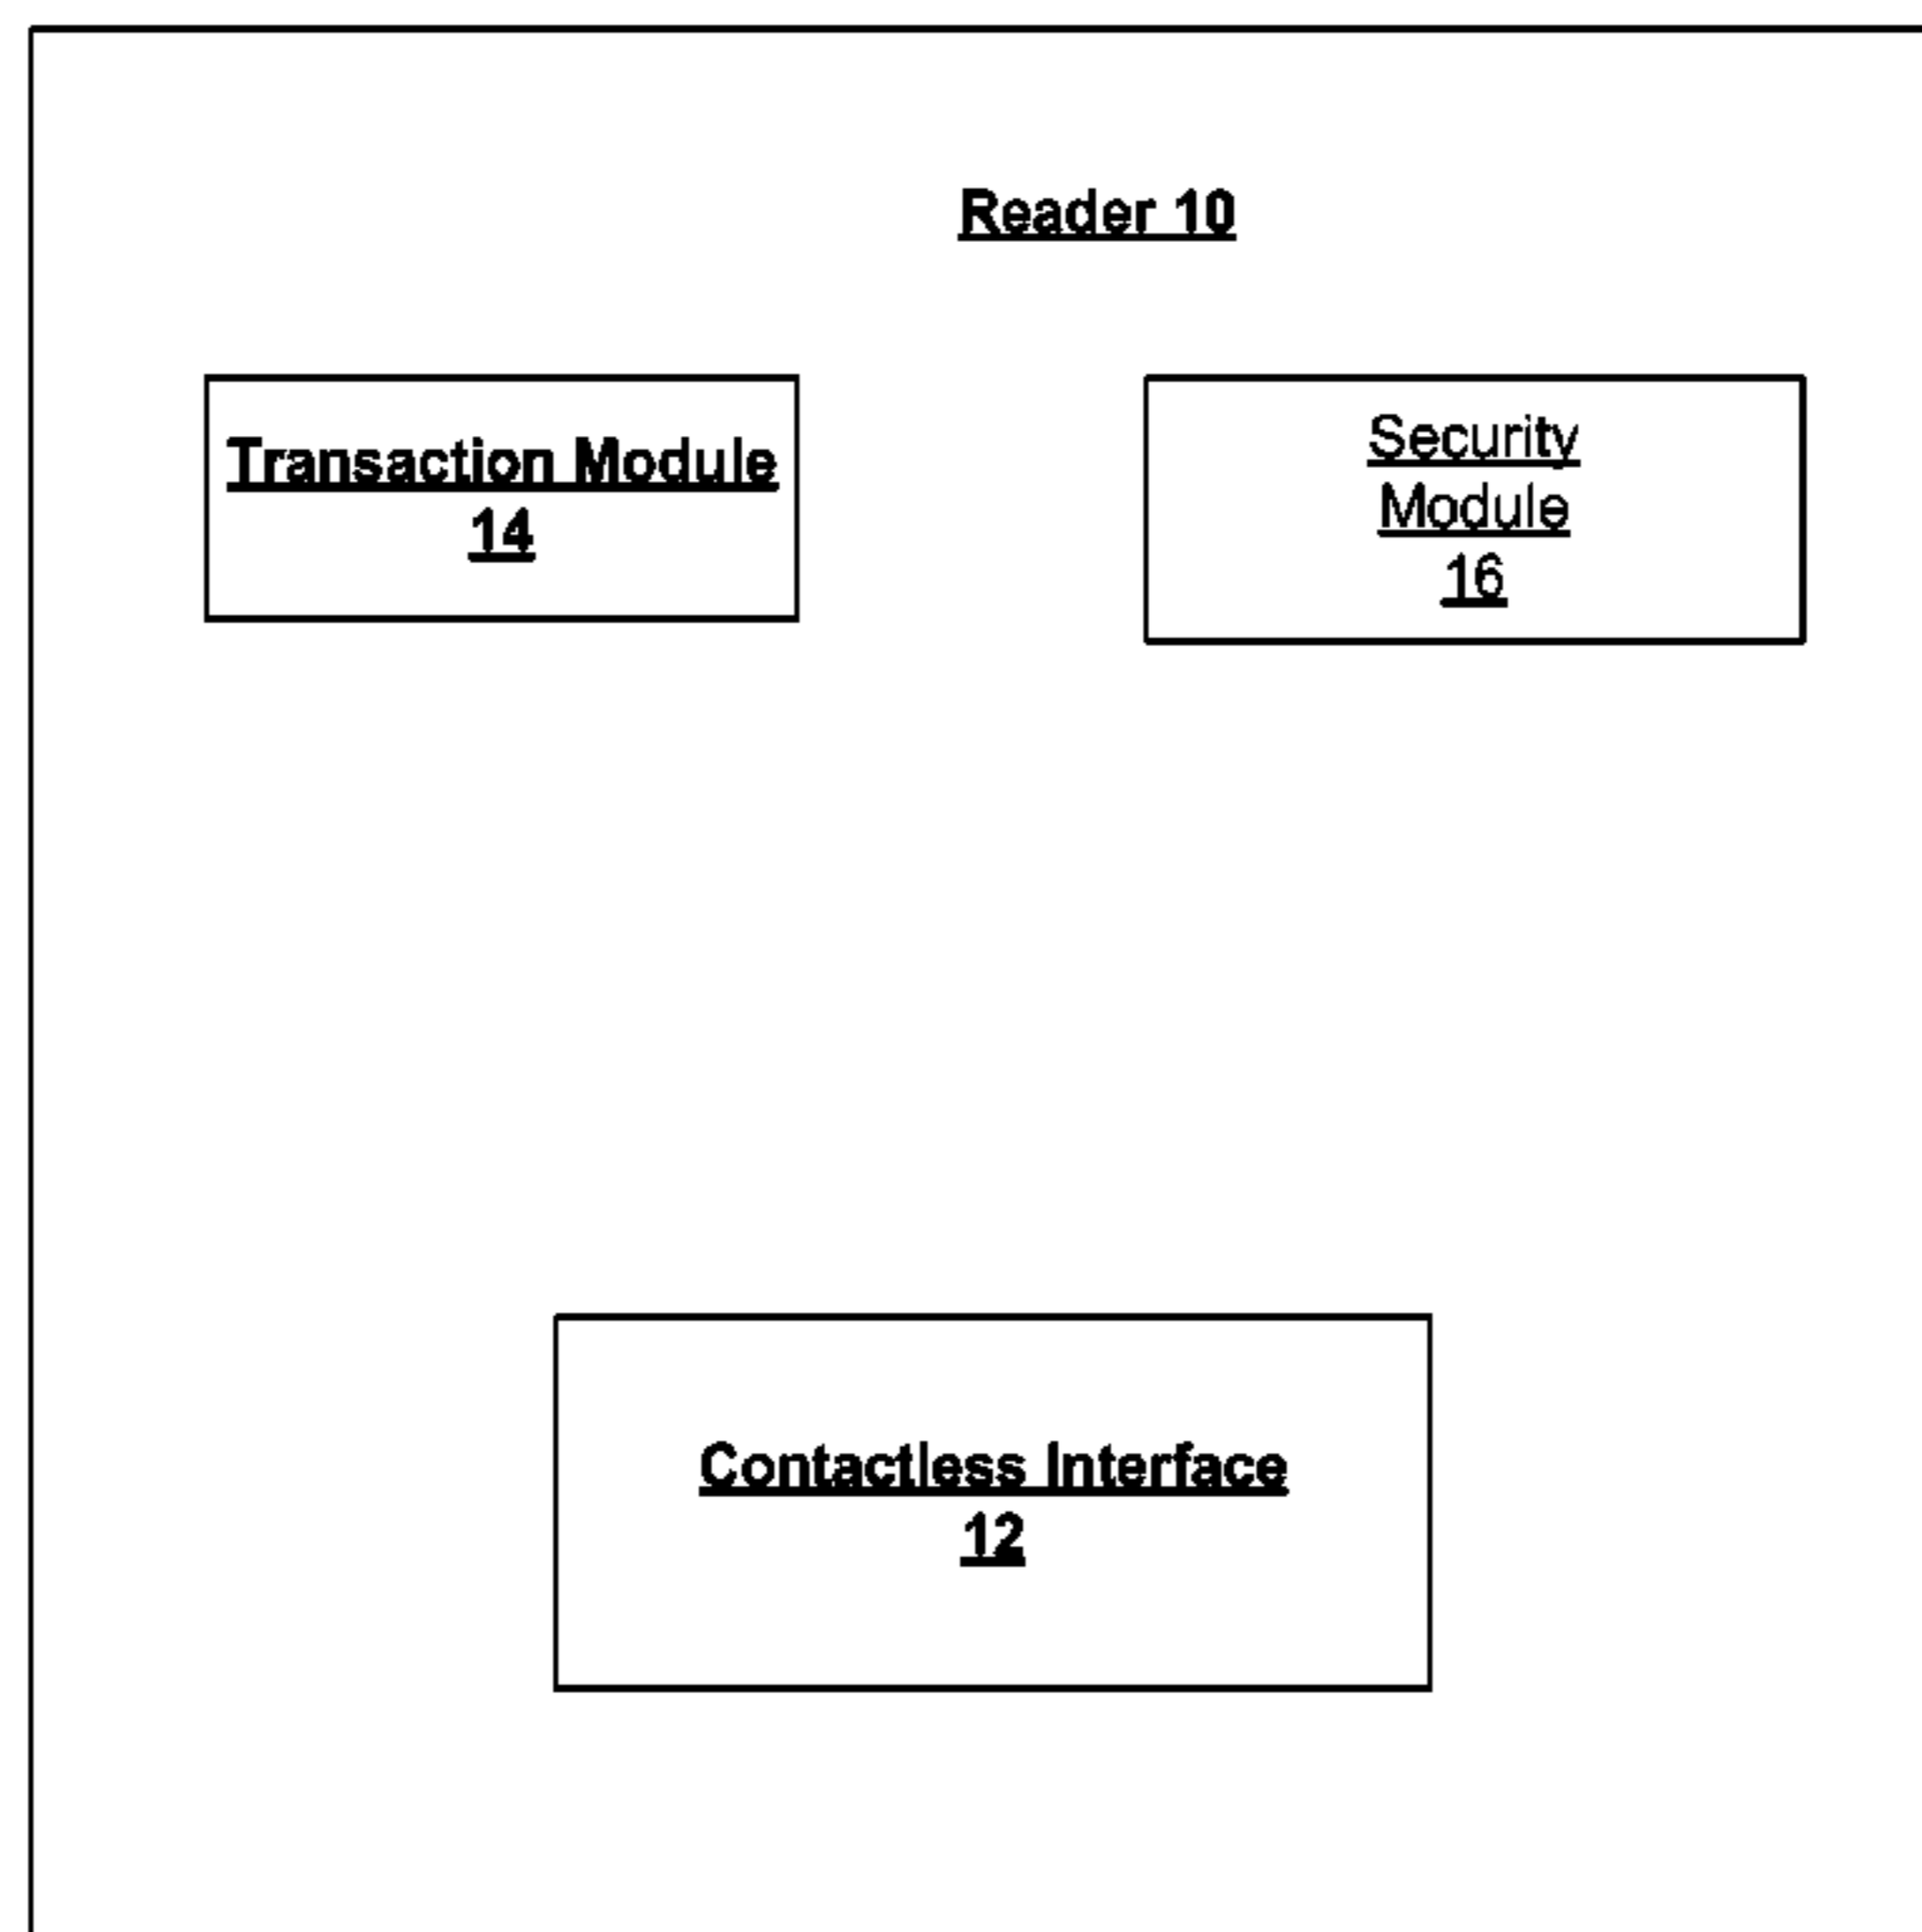 Reader 10
Transaction Module
14
Security
Module
16
Contactless Interface
12